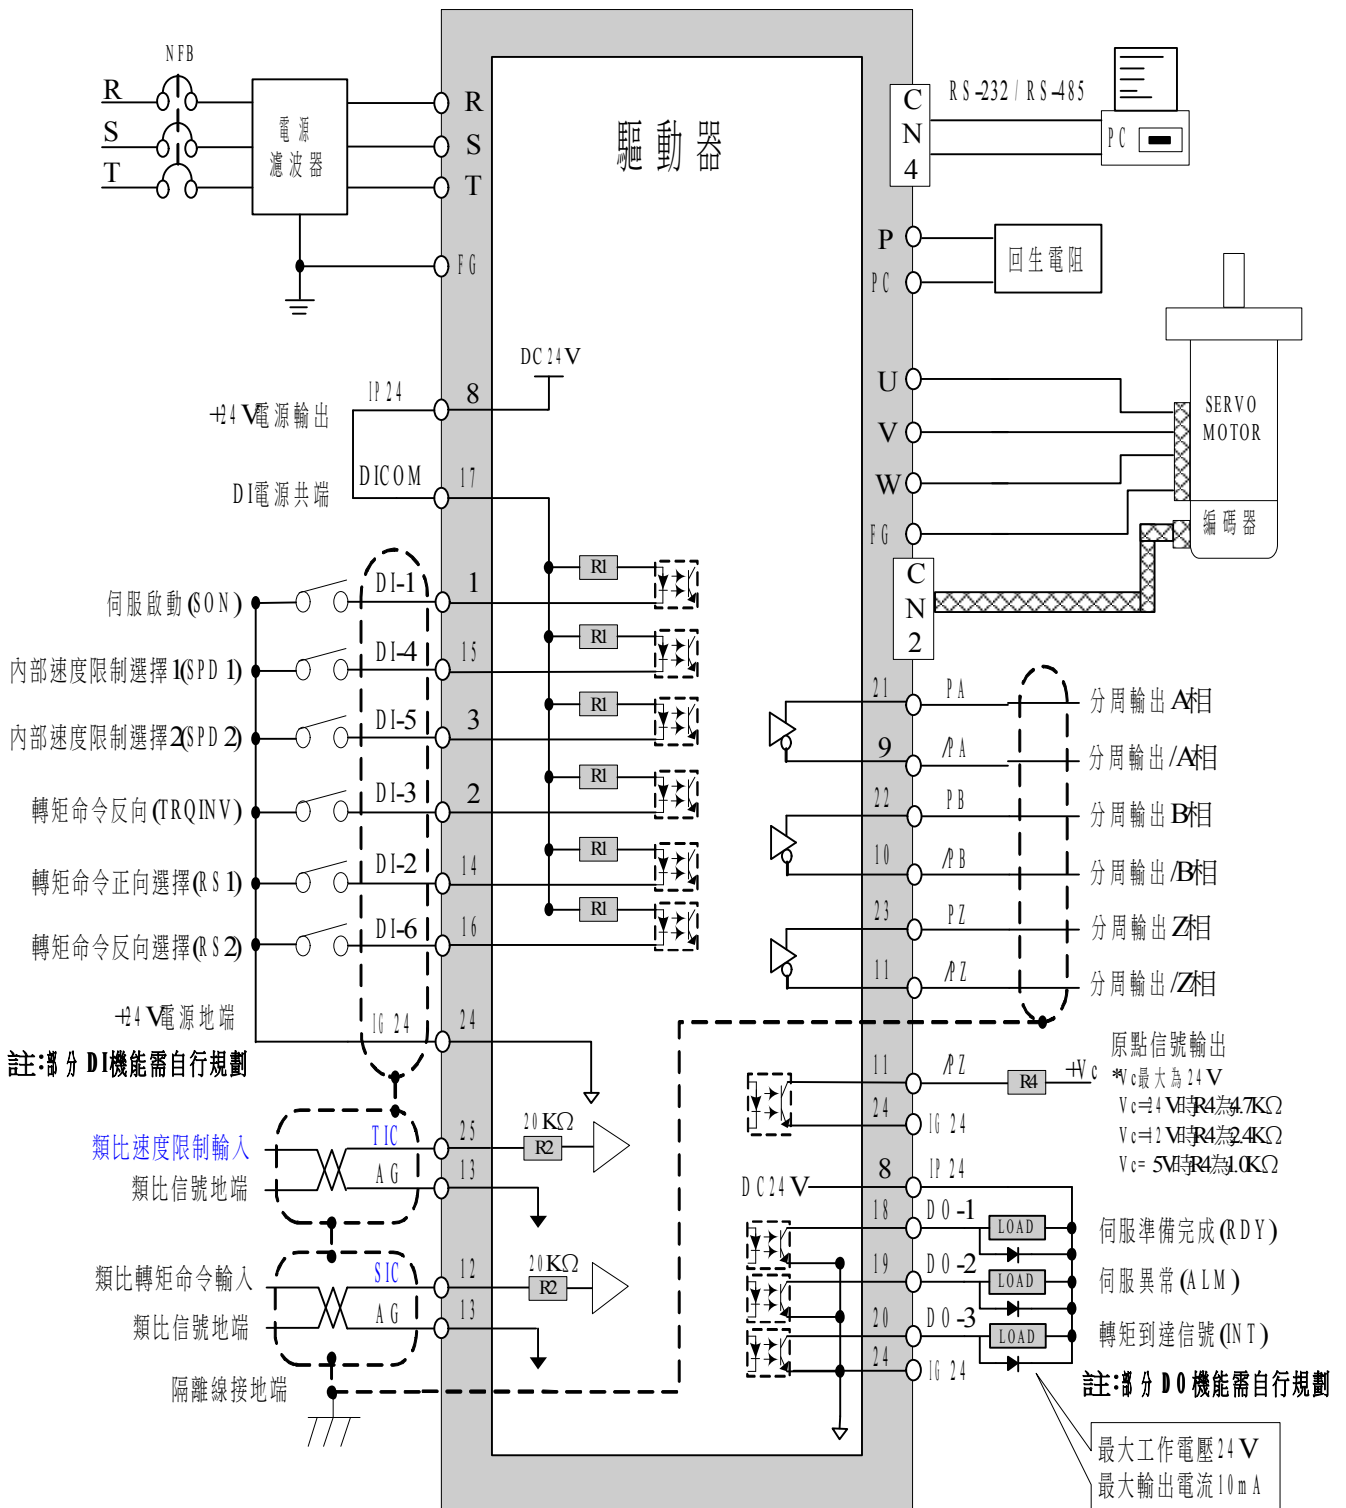 NFB
R
S
T
電源
濾波器
R
S
T
FG
驅動器
CN4
RS-232 / RS-485
PC
P
PC
回生電阻
U
V
W
FG
SERVO
MOTOR
編碼器
CN2
DC24V
IP24
8
+24V電源輸出
DICOM
17
DI電源共端
R1
伺服啟動(SON)
DI-1
1
R1
內部速度限制選擇1(SPD1)
DI-4
15
R1
內部速度限制選擇2(SPD2)
DI-5
3
R1
轉矩命令反向(TRQINV)
DI-3
2
R1
轉矩命令正向選擇(RS1)
DI-2
14
R1
轉矩命令反向選擇(RS2)
DI-6
16
+24V電源地端
IG24
24
註:部分DI機能需自行規劃
21
PA
分周輸出A相
9
/PA
分周輸出/A相
22
PB
分周輸出B相
10
/PB
分周輸出/B相
23
PZ
分周輸出Z相
11
/PZ
分周輸出/Z相
原點信號輸出
11
/PZ
R4
+Vc
*Vc最大為24V
Vc=24V時R4為4.7KΩ
Vc=12V時R4為2.4KΩ
Vc=5V時R4為1.0KΩ
24
IG24
類比速度限制輸入
TIC
25
20KΩ
R2
類比信號地端
AG
13
類比轉矩命令輸入
SIC
12
20KΩ
R2
類比信號地端
AG
13
隔離線接地端
DC24V
8
IP24
18
DO-1
LOAD
伺服準備完成(RDY)
19
DO-2
LOAD
伺服異常(ALM)
20
DO-3
LOAD
轉矩到達信號(INT)
24
IG24
註:部分DO機能需自行規劃
最大工作電壓24V
最大輸出電流10mA